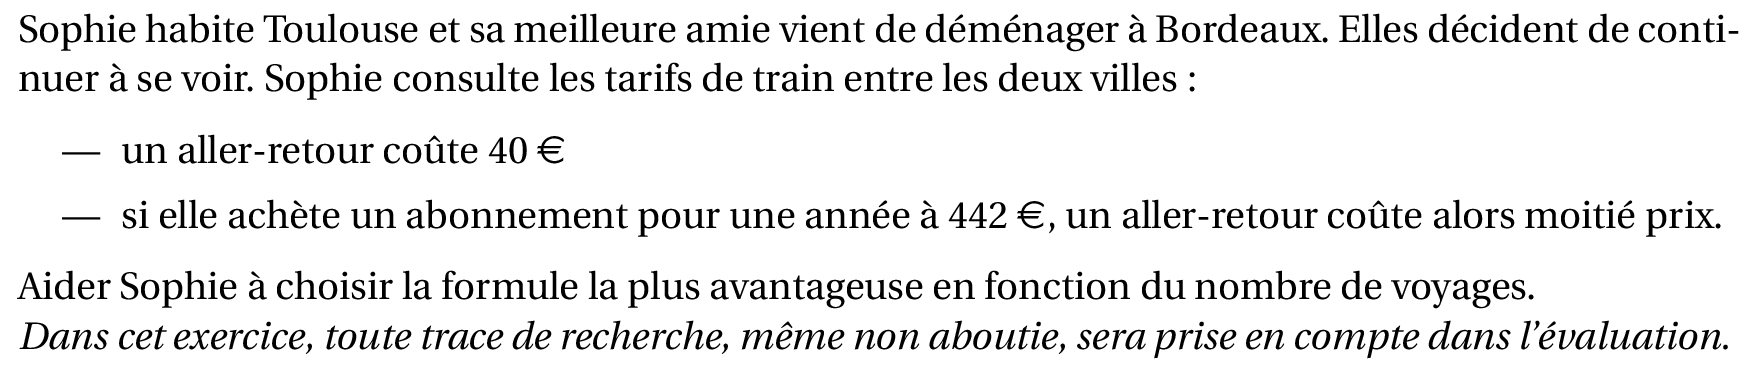 Sophie habite Toulouse et sa meilleure amie vient de déménager à Bordeaux. Elles décident de conti-
nuer à se voir. Sophie consulte les tarifs de train entre les deux villes :
— un aller-retour coûte 40 €
— si elle achète un abonnement pour une année à 442 €, un aller-retour coûte alors moitié prix.
Aider Sophie à choisir la formule la plus avantageuse en fonction du nombre de voyages.
Dans cet exercice, toute trace de recherche, même non aboutie, sera prise en compte dans l'évaluation.